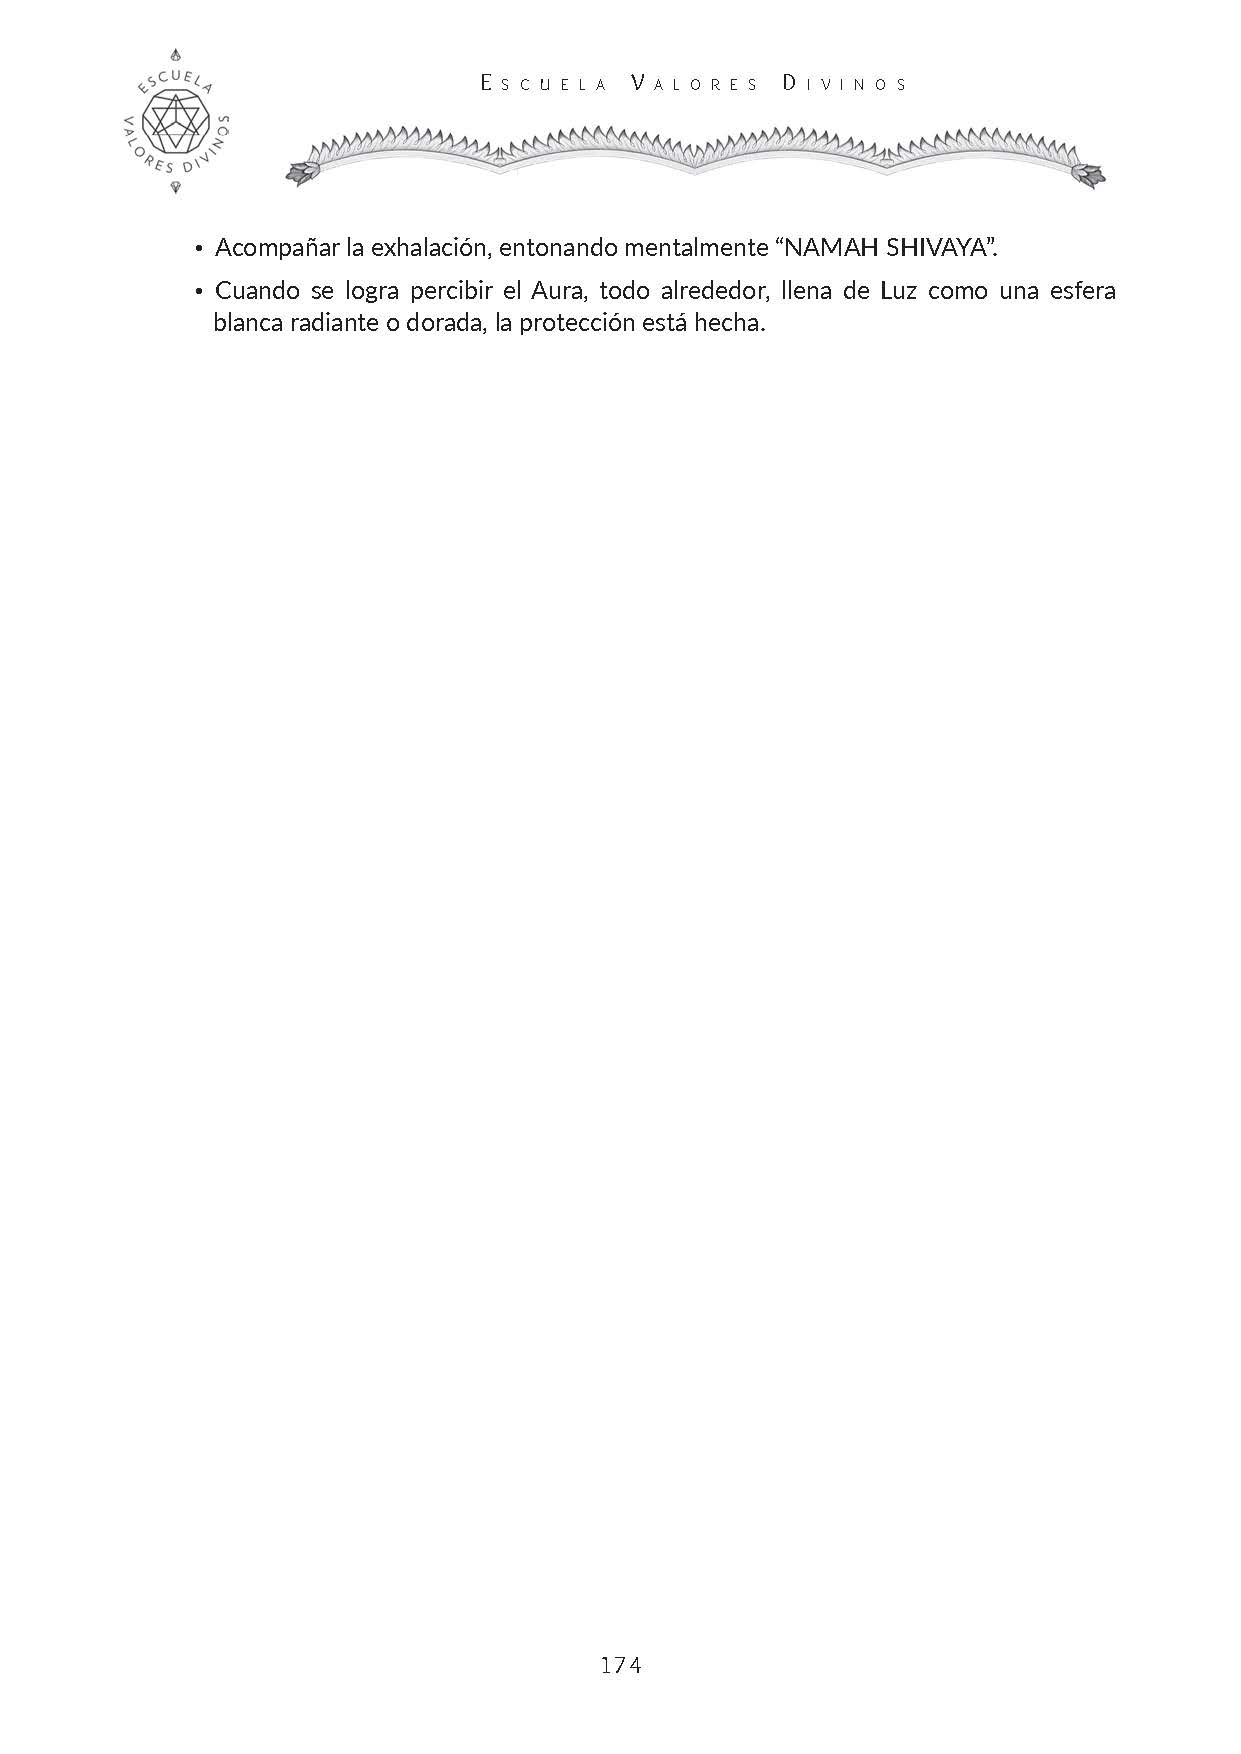 ESCUELA
VALORES DIVINOS
ESCUELA VALORES DIVINOS
• Acompañar la exhalación, entonando mentalmente “NAMAH SHIVAYA”.
• Cuando se logra percibir el Aura, todo alrededor, llena de Luz como una esfera
blanca radiante o dorada, la protección está hecha.
174